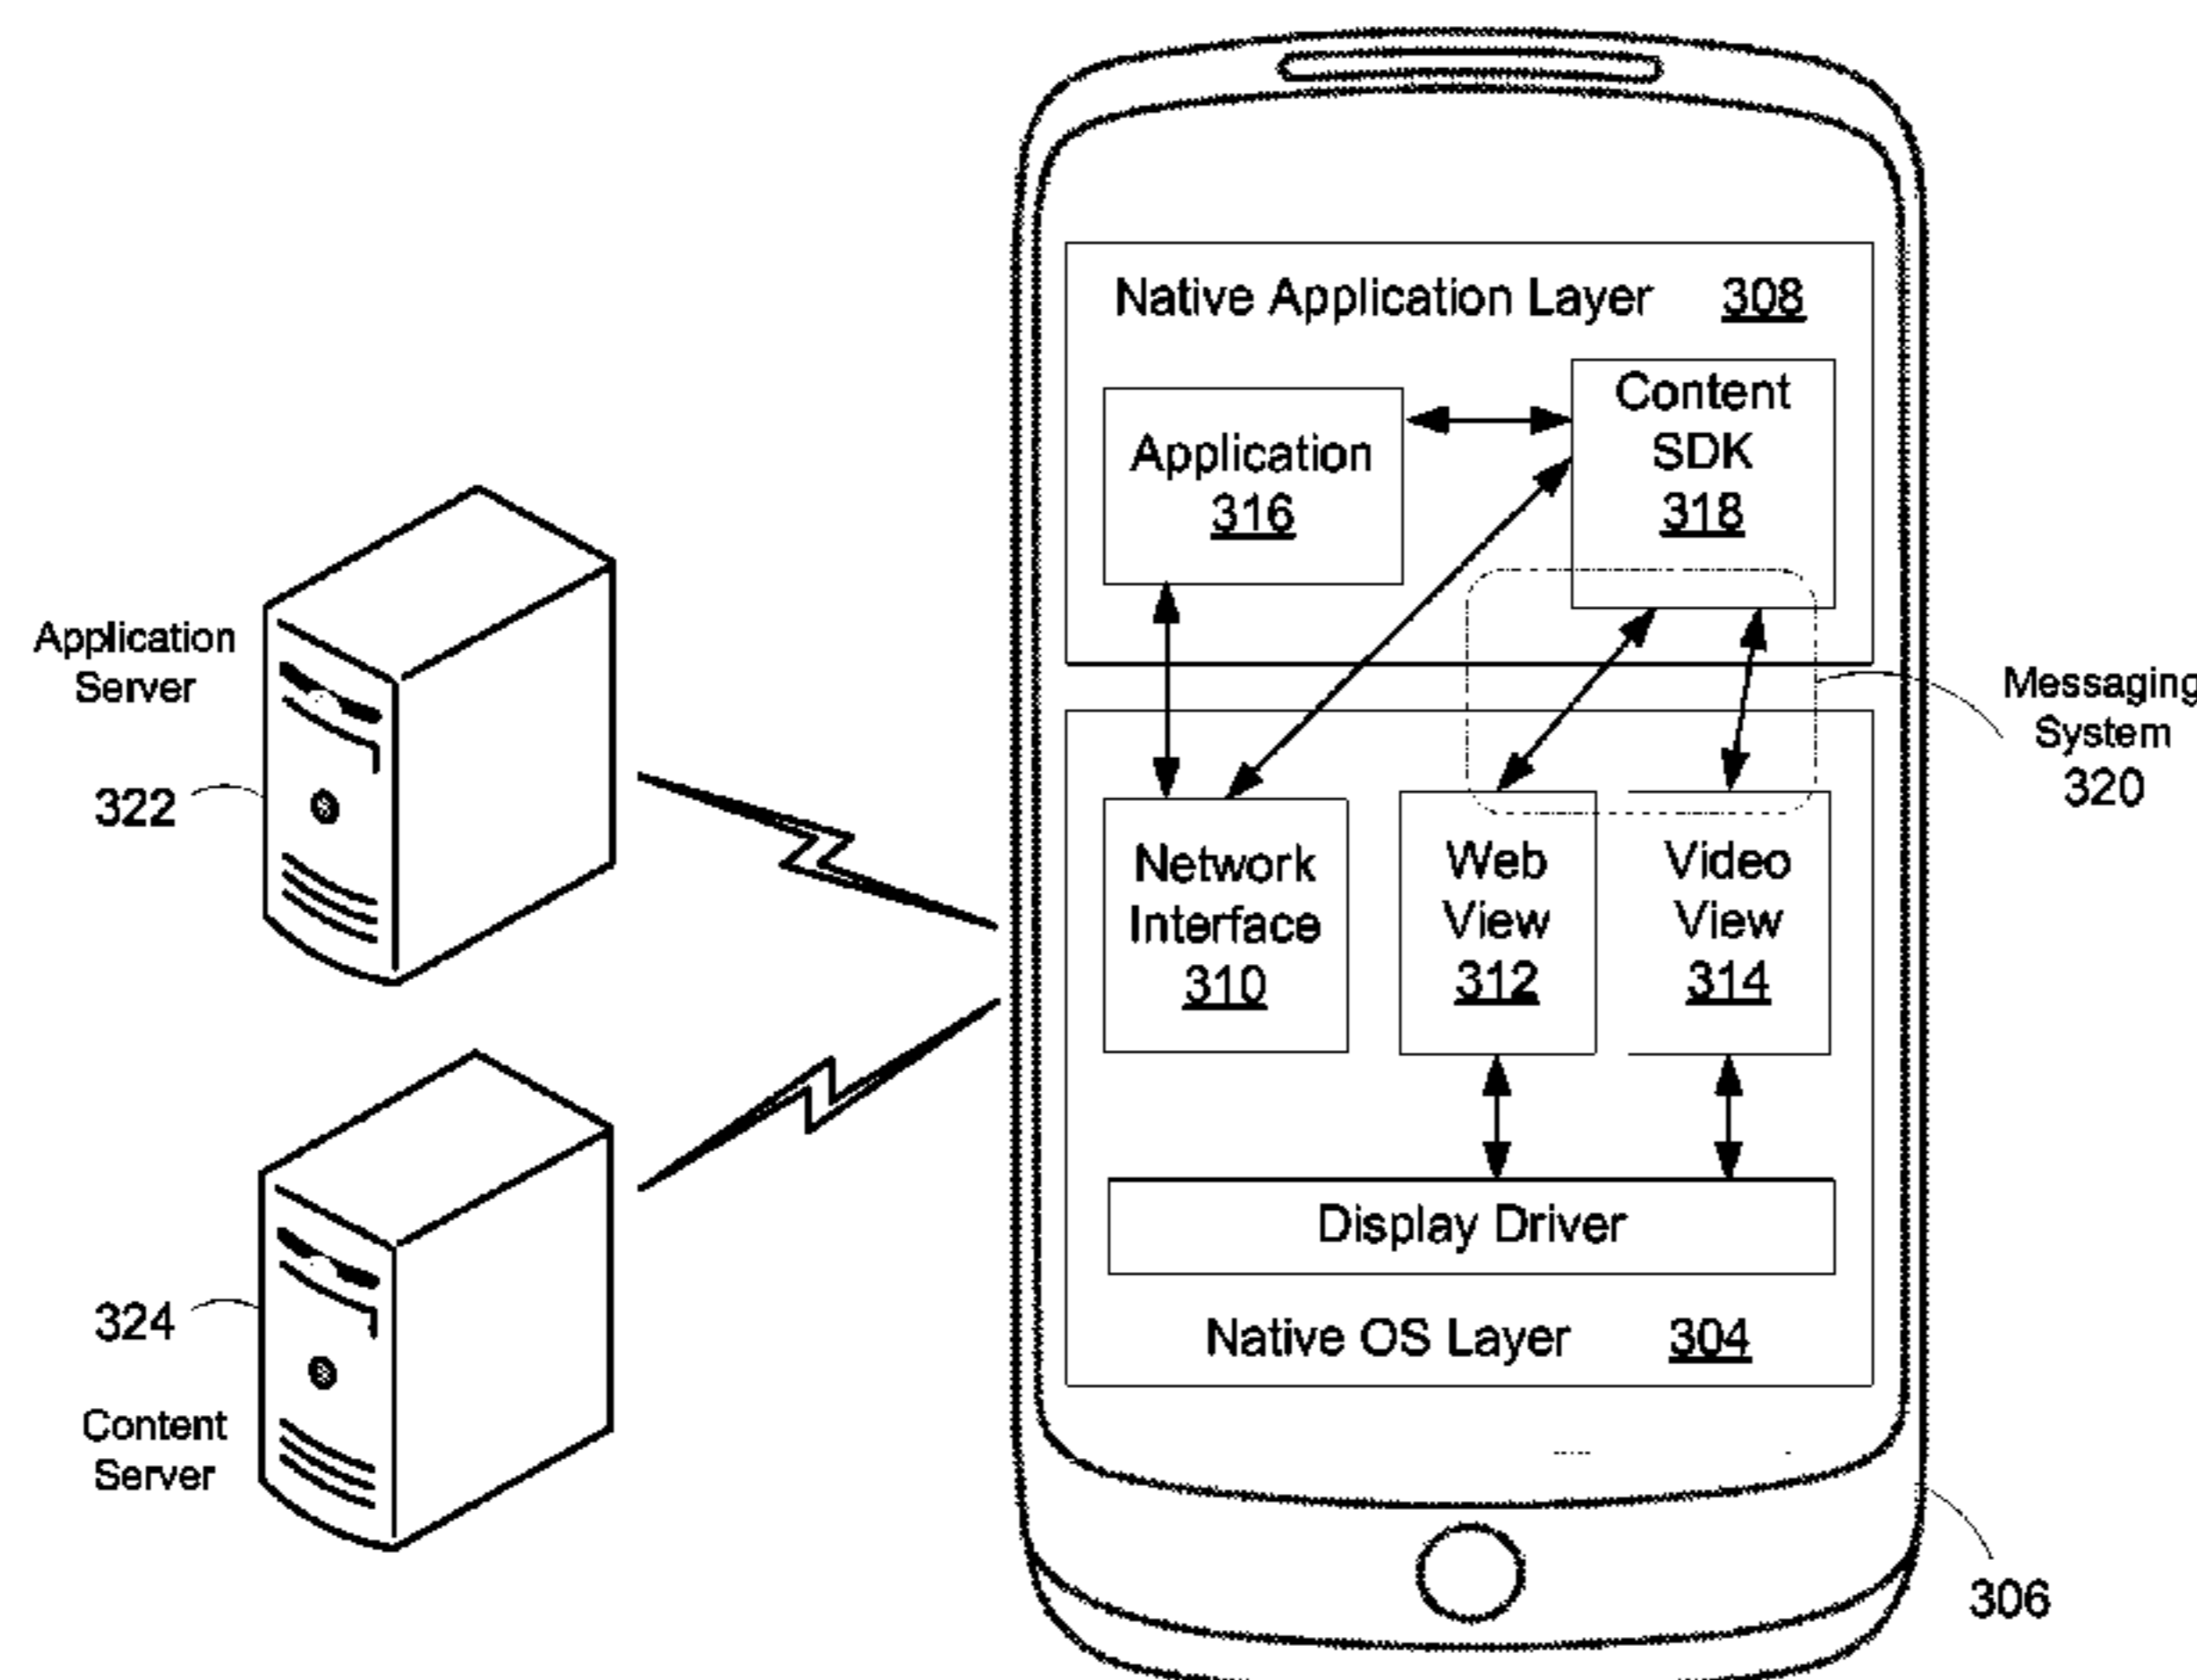 Native Application Layer 308
Content
SDK
318
Application
316
Application
Server
322
Messaging
System
320
Network
Interface
310
Web
View
312
Video
View
314
Display Driver
Native OS Layer 304
324
Content
Server
306